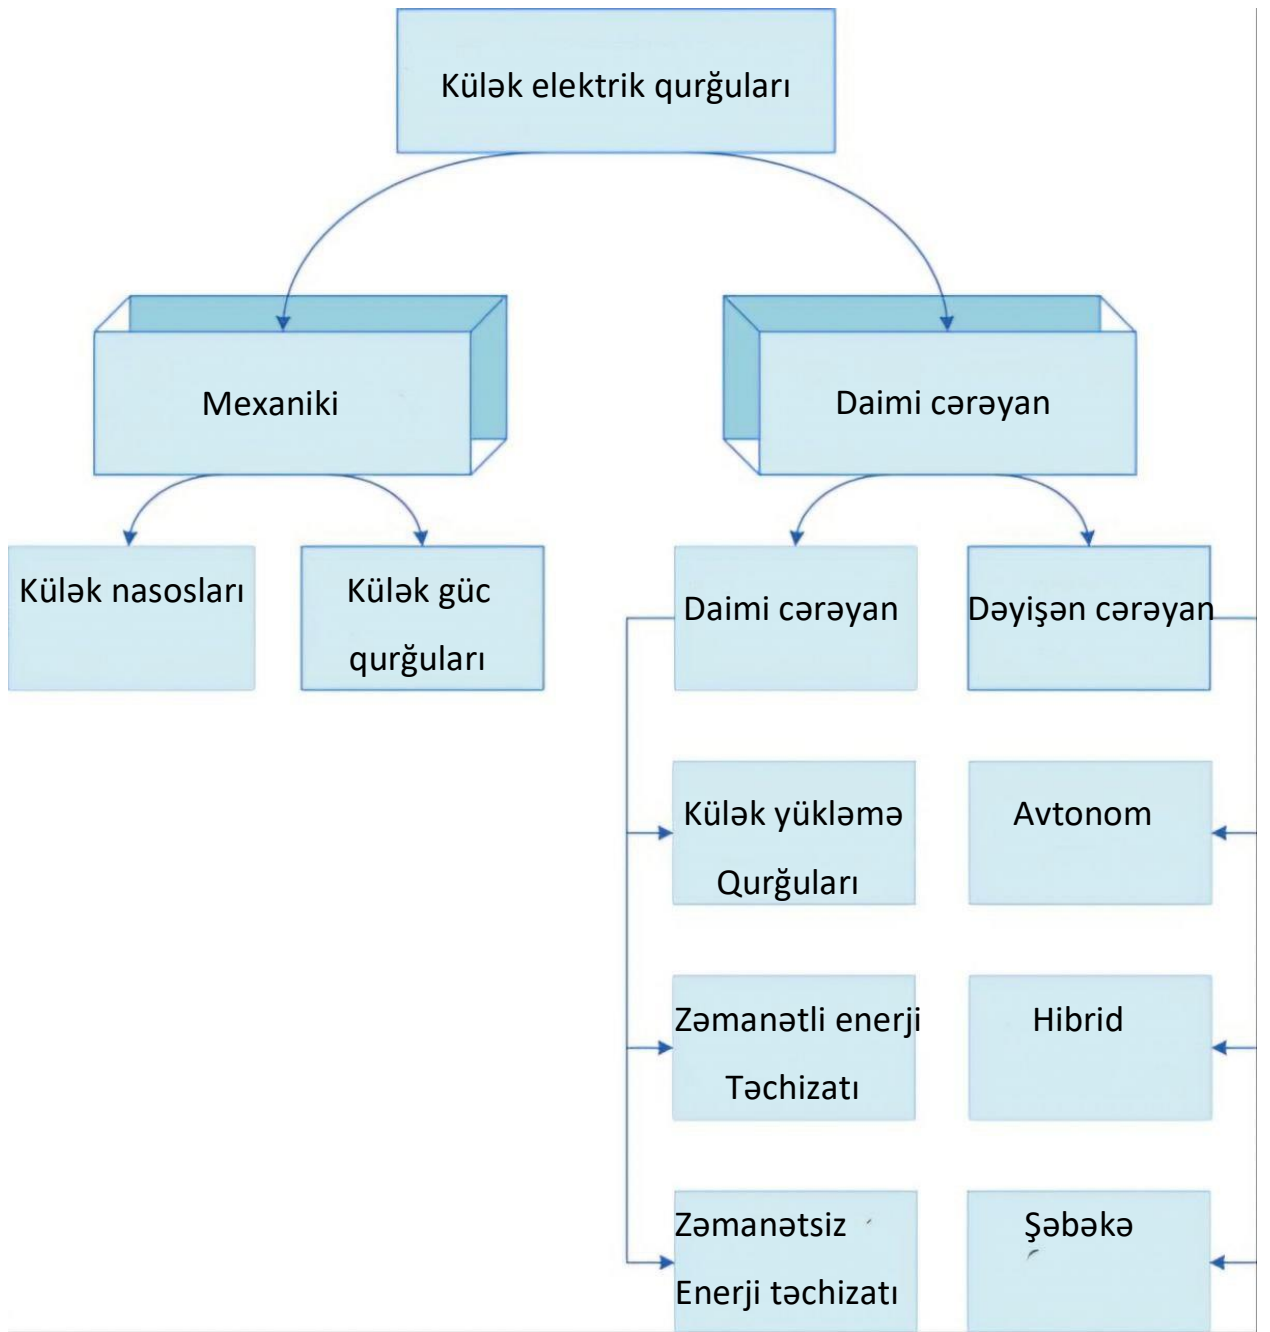 Külək elektrik qurğuları
Mexaniki
Daimi cərəyan
Külək nasosları
Külək güc
qurğuları
Daimi cərəyan
Dəyişən cərəyan
Külək yükləmə
Qurğuları
Avtonom
Zəmanətli enerji
Təchizatı
Hibrid
Zəmanətsiz
Enerji təchizatı
Şəbəkə